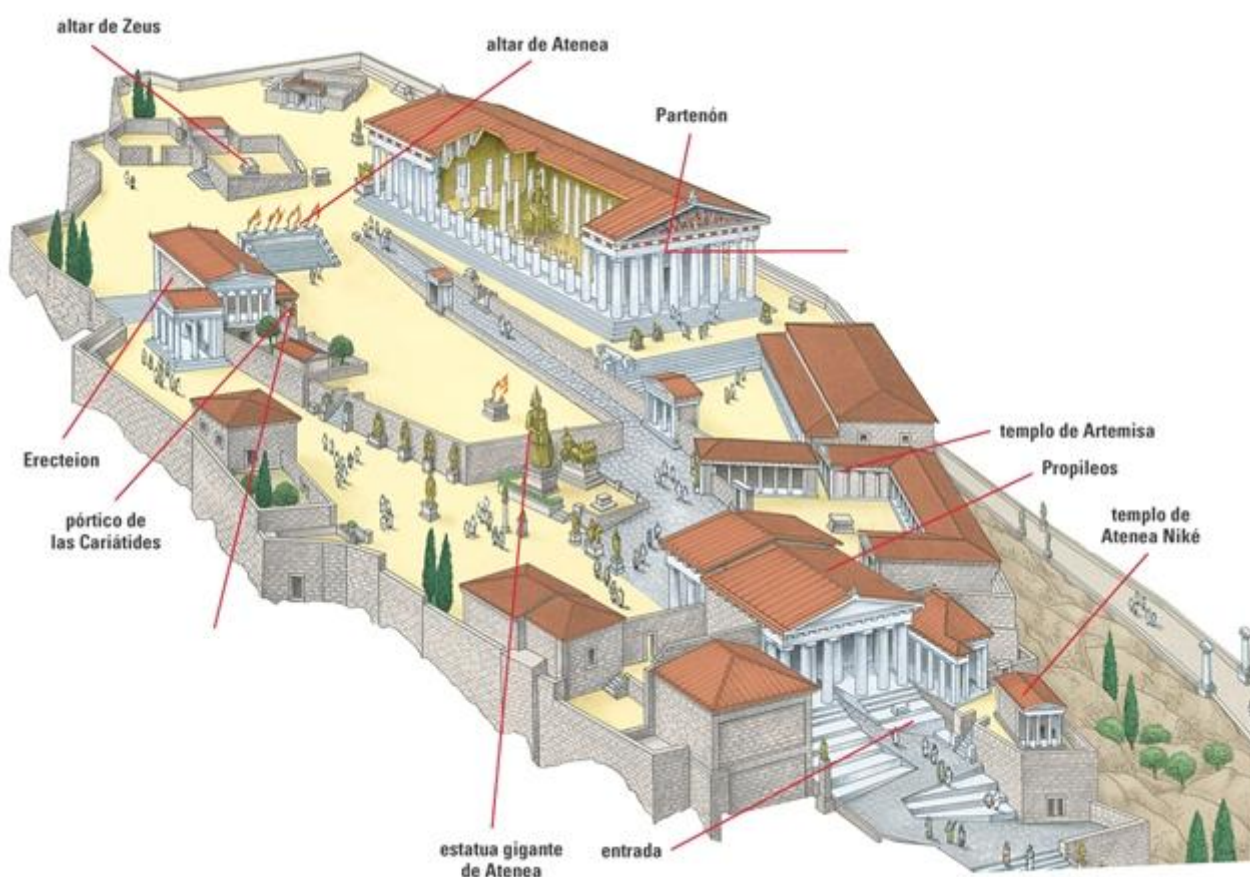 altar de Zeus
altar de Atenea
Partenón
templo de Artemisa
Propileos
templo de
Atenea Niké
Erecteion
pórtico de
las Cariátides
estatua gigante
de Atenea
entrada